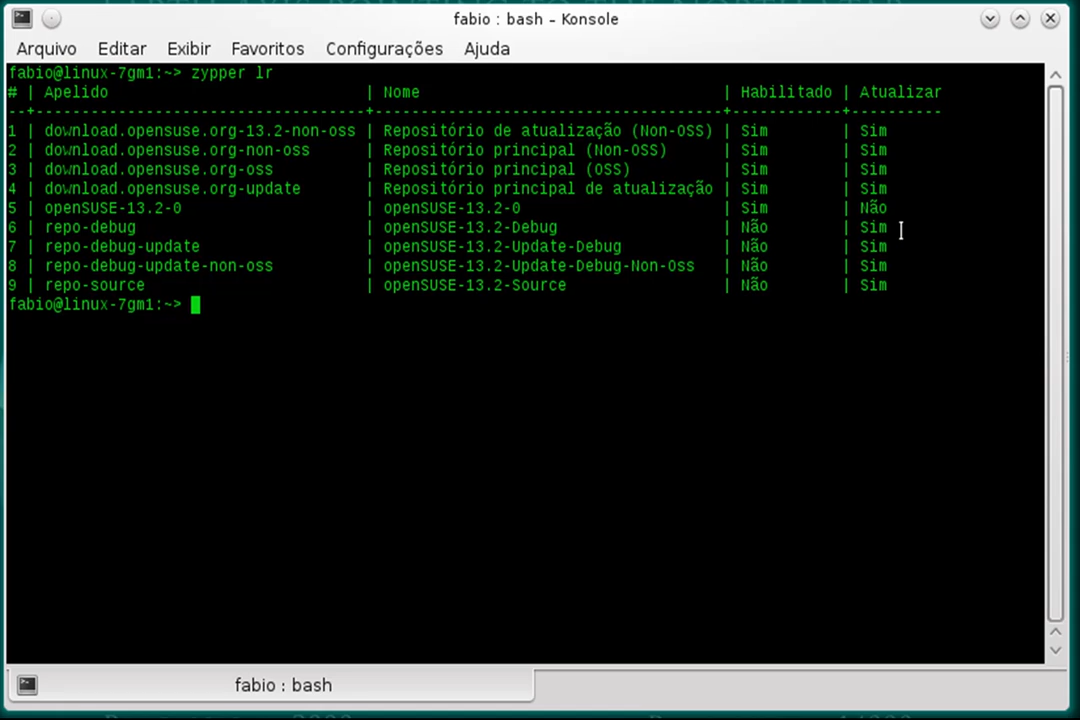 fabio : bash – Konsole
Arquivo Editar Exibir Favoritos Configurações Ajuda
fabio@linux-7gm1:~> zypper lr
# | Apelido | Nome | Habilitado | Atualizar
--+-----------------------------------+-------------------------------------+------------+----------
1 | download.opensuse.org-13.2-non-oss | Repositório de atualização (Non-OSS) | Sim | Sim
2 | download.opensuse.org-non-oss | Repositório principal (Non-OSS) | Sim | Sim
3 | download.opensuse.org-oss | Repositório principal (OSS) | Sim | Sim
4 | download.opensuse.org-update | Repositório principal de atualização | Sim | Sim
5 | openSUSE-13.2-0 | openSUSE-13.2-0 | Sim | Não
6 | repo-debug | openSUSE-13.2-Debug | Não | Sim
7 | repo-debug-update | openSUSE-13.2-Update-Debug | Não | Sim
8 | repo-debug-update-non-oss | openSUSE-13.2-Update-Debug-Non-Oss | Não | Sim
9 | repo-source | openSUSE-13.2-Source | Não | Sim
fabio@linux-7gm1:~>
fabio : bash